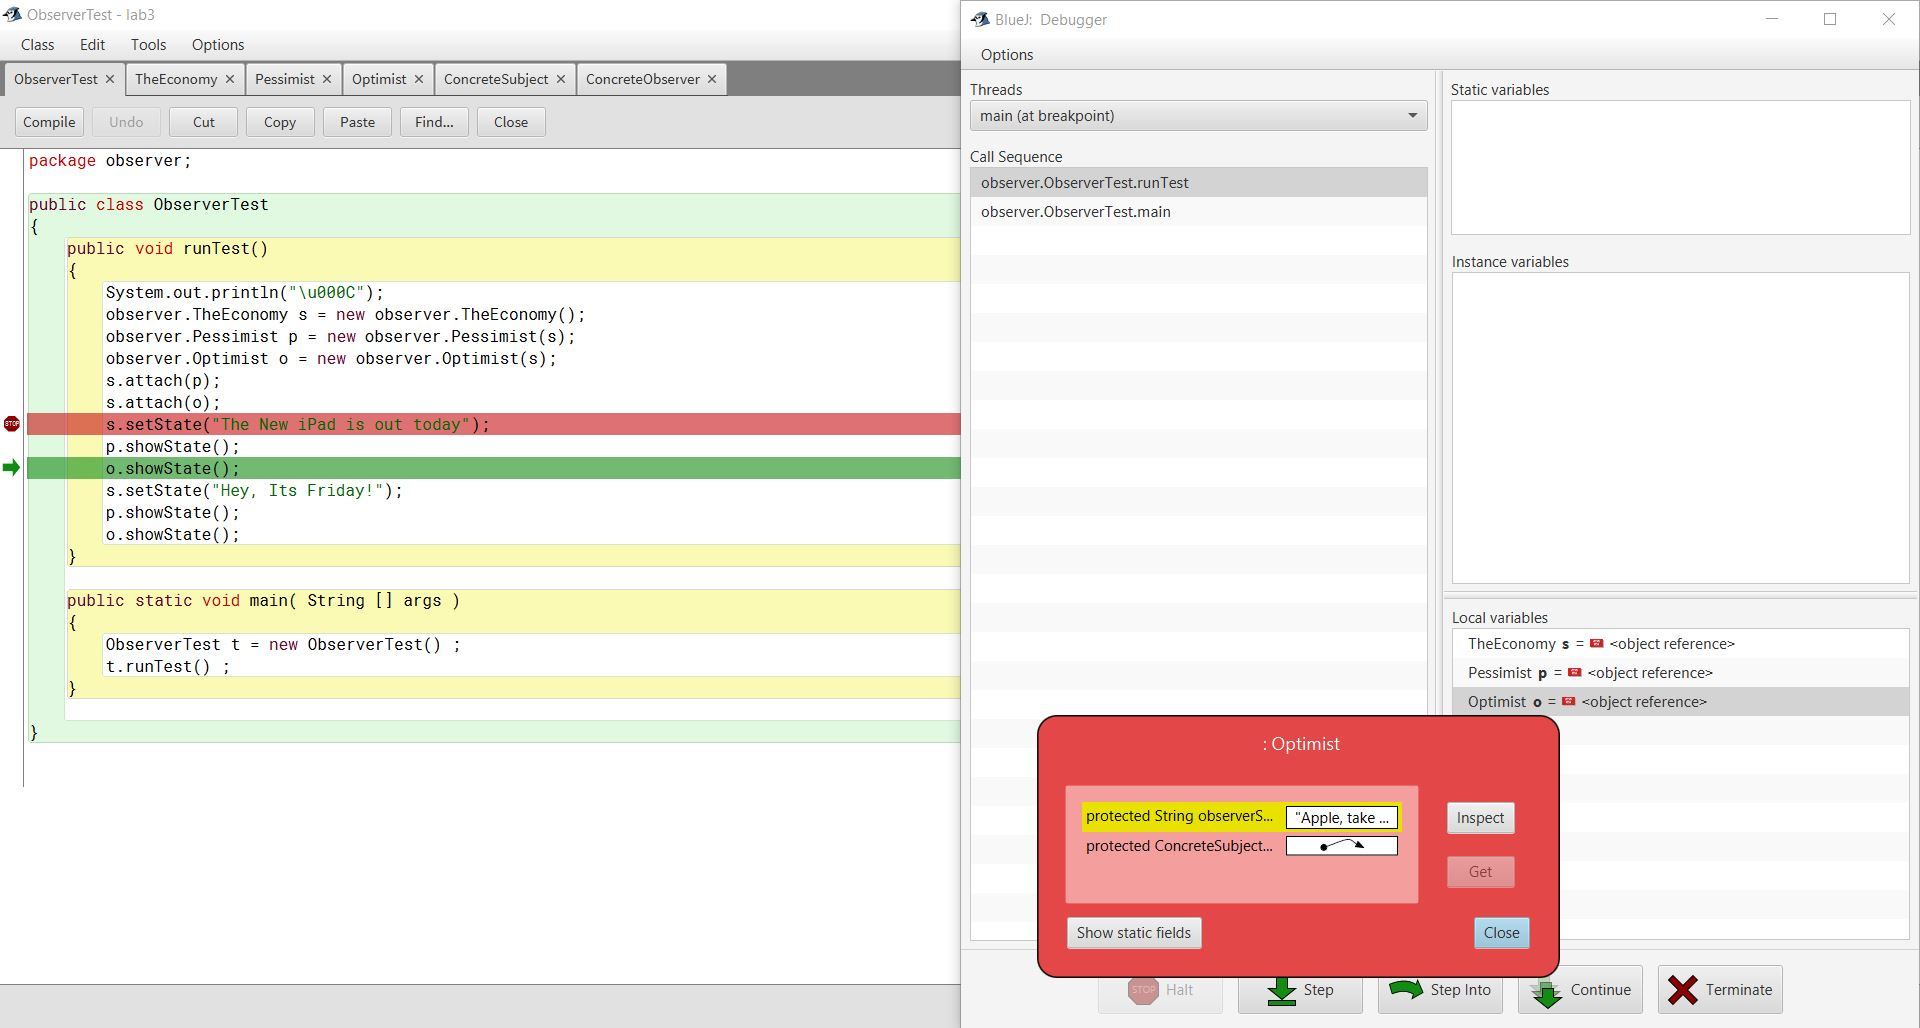 ObserverTest - lab3
Class Edit Tools Options
ObserverTest TheEconomy Pessimist Optimist ConcreteSubject ConcreteObserver
Compile Undo Cut Copy Paste Find... Close
package observer;
public class ObserverTest
{
public void runTest()
{
System.out.println("\u000C");
observer.TheEconomy s = new observer.TheEconomy();
observer.Pessimist p = new observer.Pessimist(s);
observer.Optimist o = new observer.Optimist(s);
s.attach(p);
s.attach(o);
STOP s.setState("The New iPad is out today");
p.showState();
o.showState();
s.setState("Hey, Its Friday!");
p.showState();
o.showState();
}
public static void main( String [] args )
{
ObserverTest t = new ObserverTest() ;
t.runTest() ;
}
}
BlueJ: Debugger
Options
Threads
main (at breakpoint)
Call Sequence
observer.ObserverTest.runTest
observer.ObserverTest.main
Static variables
Instance variables
Local variables
TheEconomy s = <object reference>
Pessimist p = <object reference>
Optimist o = <object reference>
: Optimist
protected String observerS... "Apple, take ...
protected ConcreteSubject...
Inspect
Get
Show static fields
Close
STOP Halt Step Step Into Continue Terminate